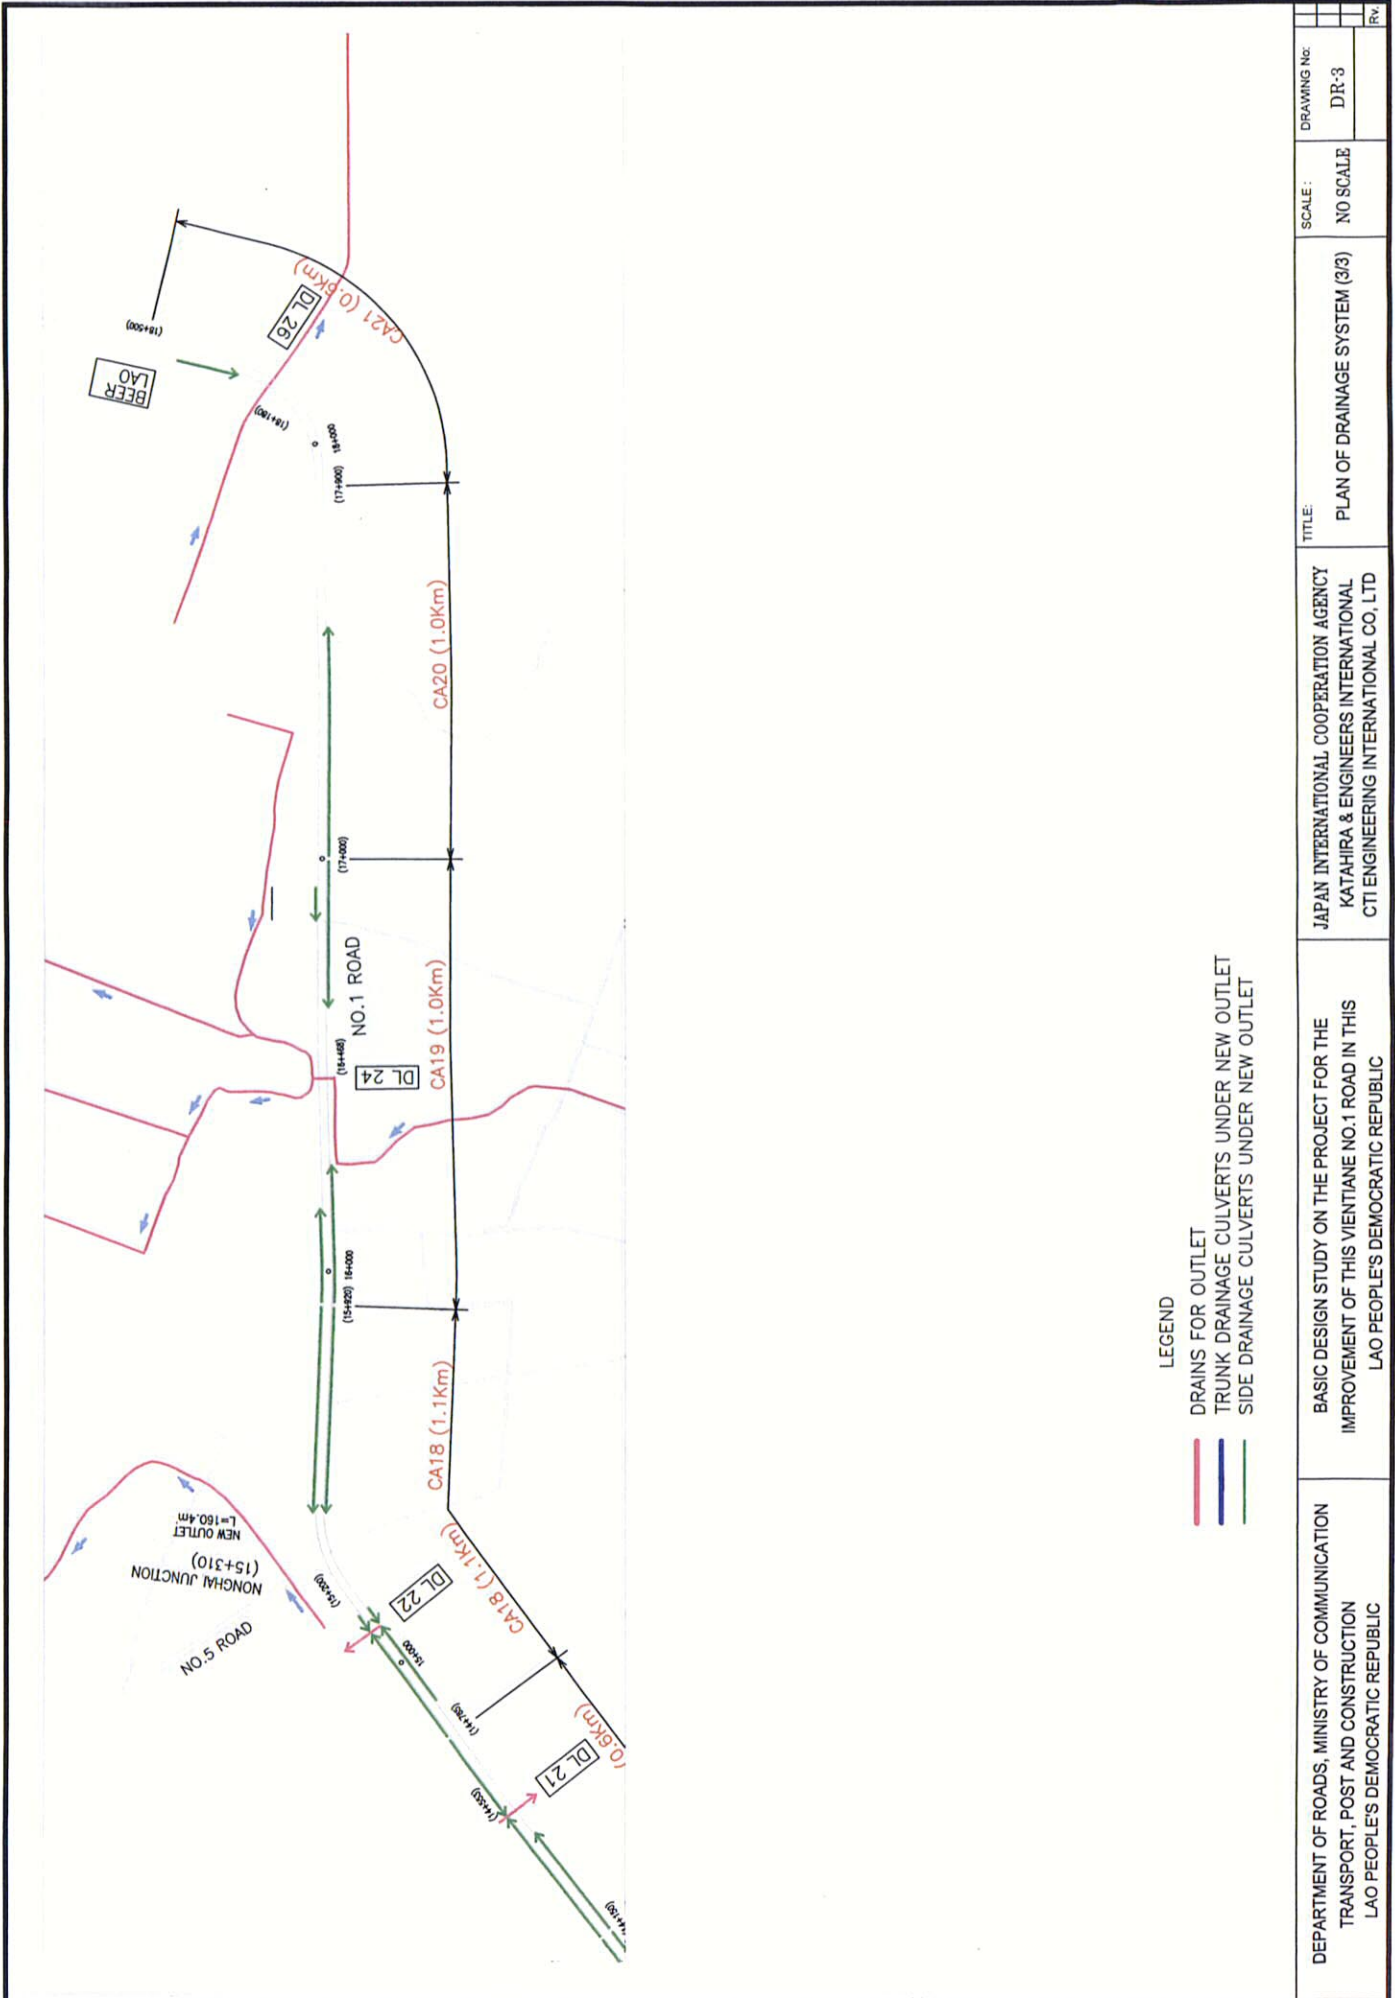 BEER
LAO
(18+500)
DL 26
CA21 (0.6Km)
(18+180)
18+000
(17+900)
CA20 (1.0Km)
(17+000)
NO.1 ROAD
CA19 (1.0Km)
(16+468)
DL 24
(15+920) 16+000
CA18 (1.1Km)
NEW OUTLET
L=160.4m
NONGHAI JUNCTION
(15+310)
NO.5 ROAD
(15+200)
DL 22
CA18 (1.1Km)
15+000
(14+783)
DL 21
(0.6Km)
(14+553)
(14+150)
LEGEND
DRAINS FOR OUTLET
TRUNK DRAINAGE CULVERTS UNDER NEW OUTLET
SIDE DRAINAGE CULVERTS UNDER NEW OUTLET
DEPARTMENT OF ROADS, MINISTRY OF COMMUNICATION
TRANSPORT, POST AND CONSTRUCTION
LAO PEOPLE'S DEMOCRATIC REPUBLIC
BASIC DESIGN STUDY ON THE PROJECT FOR THE
IMPROVEMENT OF THIS VIENTIANE NO.1 ROAD IN THIS
LAO PEOPLE'S DEMOCRATIC REPUBLIC
JAPAN INTERNATIONAL COOPERATION AGENCY
KATAHIRA & ENGINEERS INTERNATIONAL
CTI ENGINEERING INTERNATIONAL CO, LTD
TITLE:
PLAN OF DRAINAGE SYSTEM (3/3)
SCALE :
NO SCALE
DRAWING No:
DR-3
Rv.